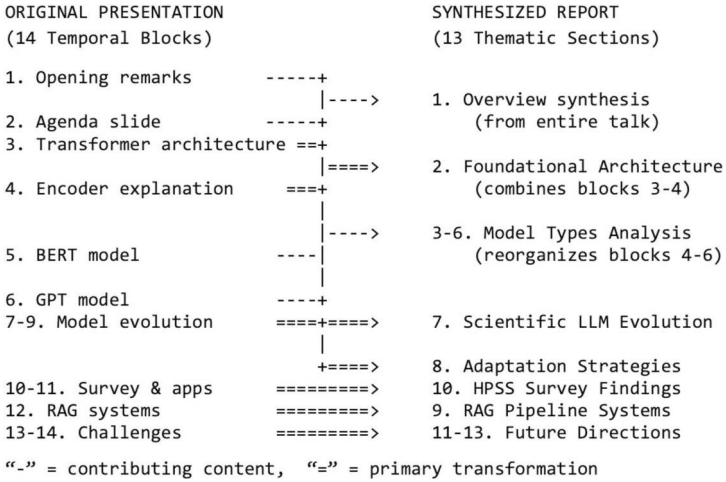 ORIGINAL PRESENTATION    SYNTHESIZED REPORT
(14 Temporal Blocks)    (13 Thematic Sections)
1. Opening remarks    -----+
|---->    1. Overview synthesis
2. Agenda slide    -----+    (from entire talk)
3. Transformer architecture ==+
|====>    2. Foundational Architecture
4. Encoder explanation    ===+    (combines blocks 3-4)
|
|---->    3-6. Model Types Analysis
5. BERT model    ----|    (reorganizes blocks 4-6)
|
6. GPT model    ----+
7-9. Model evolution    ====+====>    7. Scientific LLM Evolution
|
+====>    8. Adaptation Strategies
10-11. Survey & apps    =========>    10. HPSS Survey Findings
12. RAG systems    =========>    9. RAG Pipeline Systems
13-14. Challenges    =========>    11-13. Future Directions
“-” = contributing content,  “=” = primary transformation